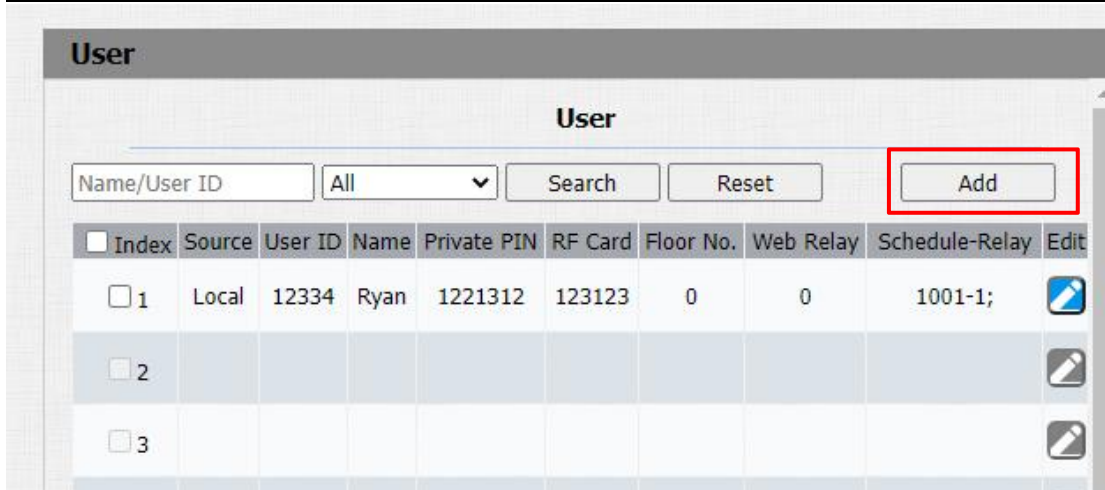 User
User
Name/User ID All Search Reset Add
Index Source User ID Name Private PIN RF Card Floor No. Web Relay Schedule-Relay Edit
1 Local 12334 Ryan 1221312 123123 0 0 1001-1;
2
3